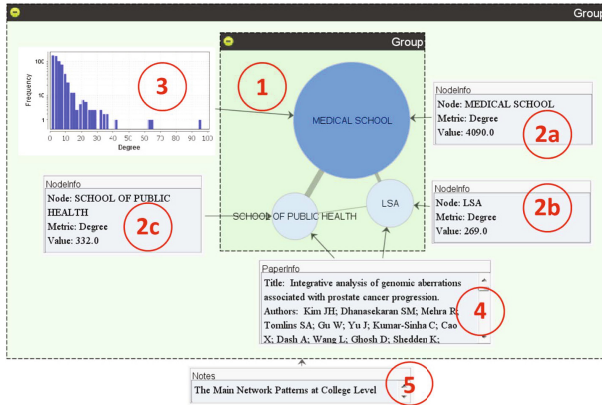 Group
Group
Frequency
100
10
1
0 10 20 30 40 50 60 70 80 90 100
Degree
3
1
MEDICAL SCHOOL
SCHOOL OF PUBLIC HEALTH
LSA
NodeInfo
Node: MEDICAL SCHOOL
Metric: Degree
Value: 4090.0
2a
NodeInfo
Node: LSA
Metric: Degree
Value: 269.0
2b
NodeInfo
Node: SCHOOL OF PUBLIC
HEALTH
Metric: Degree
Value: 332.0
2c
PaperInfo
Title: Integrative analysis of genomic aberrations
associated with prostate cancer progression.
Authors: Kim JH; Dhanasekaran SM; Mehra R;
Tomlins SA; Gu W; Yu J; Kumar-Sinha C; Cao
X; Dash A; Wang L; Ghosh D; Shedden K;
4
Notes
The Main Network Patterns at College Level
5